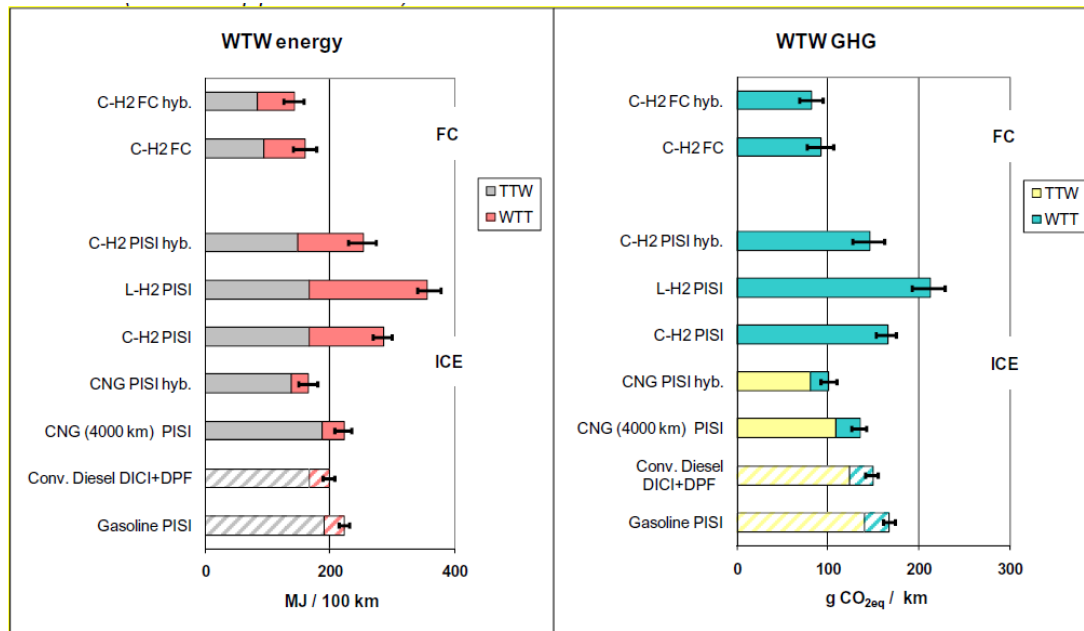 WTW energy
C-H2 FC hyb.
C-H2 FC
FC
TTW
WTT
C-H2 PISI hyb.
L-H2 PISI
C-H2 PISI
ICE
CNG PISI hyb.
CNG (4000 km) PISI
Conv. Diesel DICI+DPF
Gasoline PISI
0 200 400
MJ / 100 km
WTW GHG
C-H2 FC hyb.
C-H2 FC
FC
TTW
WTT
C-H2 PISI hyb.
L-H2 PISI
C-H2 PISI
ICE
CNG PISI hyb.
CNG (4000 km) PISI
Conv. Diesel
DICI+DPF
Gasoline PISI
0 100 200 300
g CO2eq / km